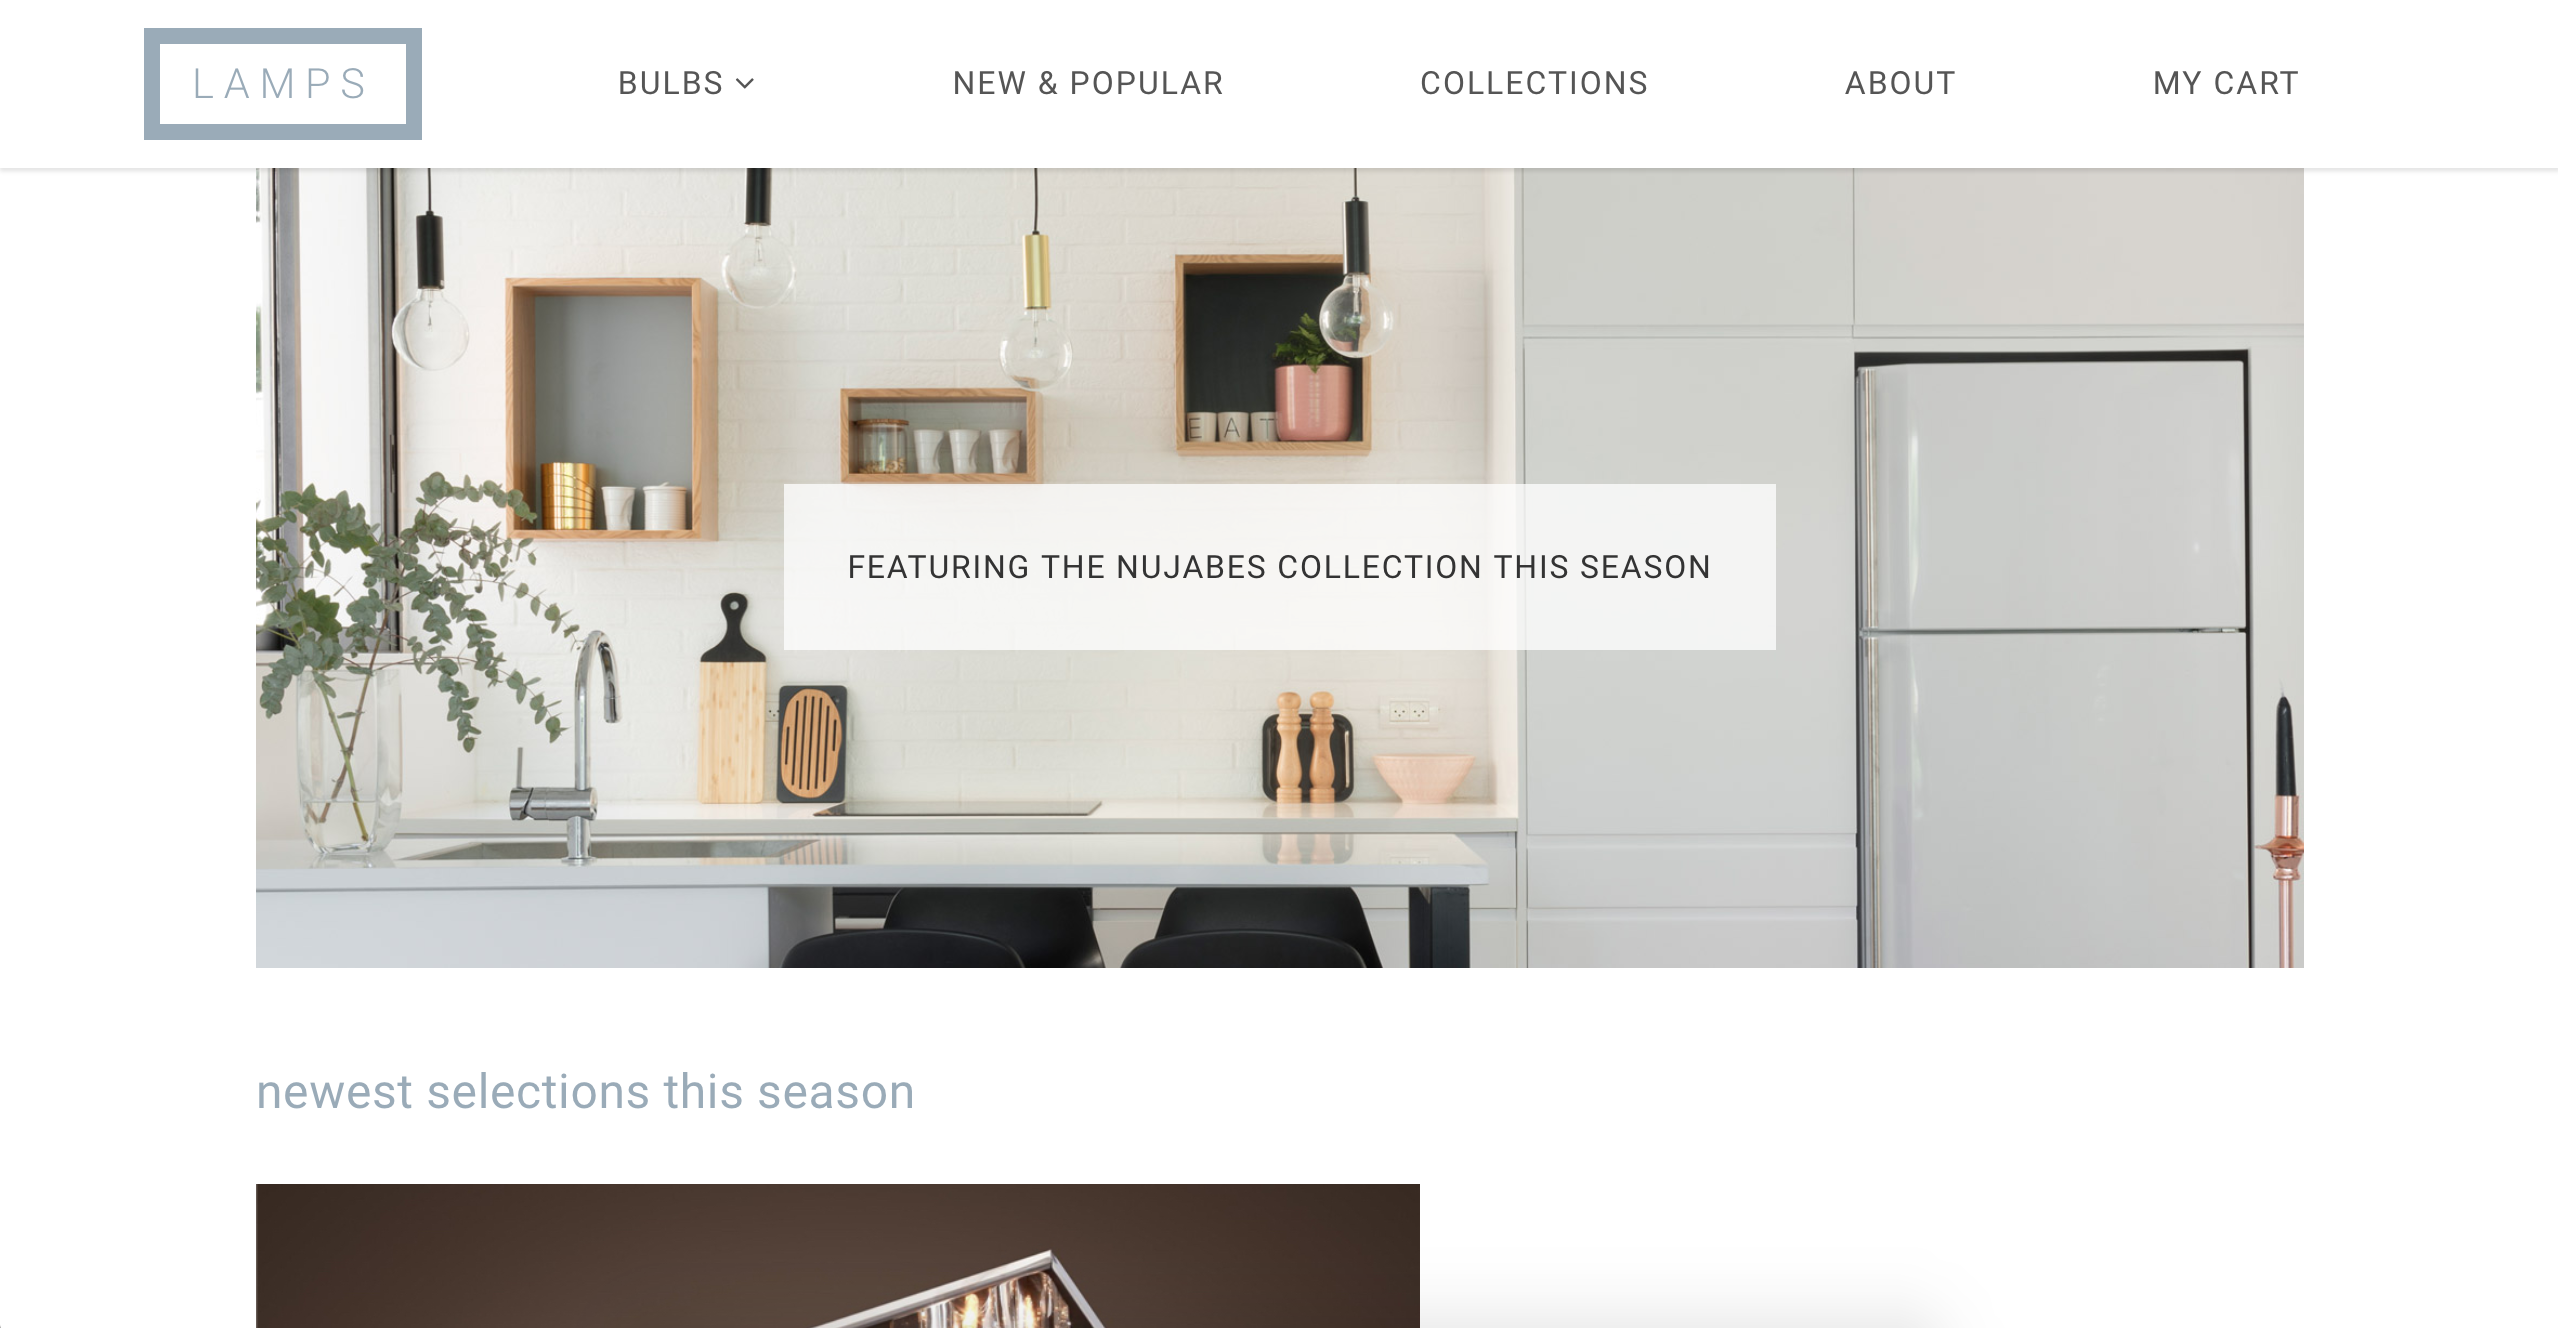 LAMPS
BULBS
NEW & POPULAR
COLLECTIONS
ABOUT
MY CART
EAT
FEATURING THE NUJABES COLLECTION THIS SEASON
newest selections this season